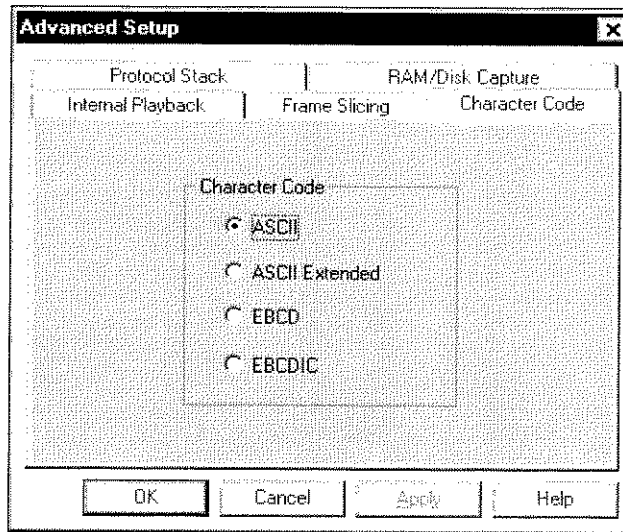 Advanced Setup
Protocol Stack RAM/Disk Capture
Internal Playback Frame Slicing Character Code
Character Code
ASCII
ASCII Extended
EBCD
EBCDIC
OK Cancel Apply Help